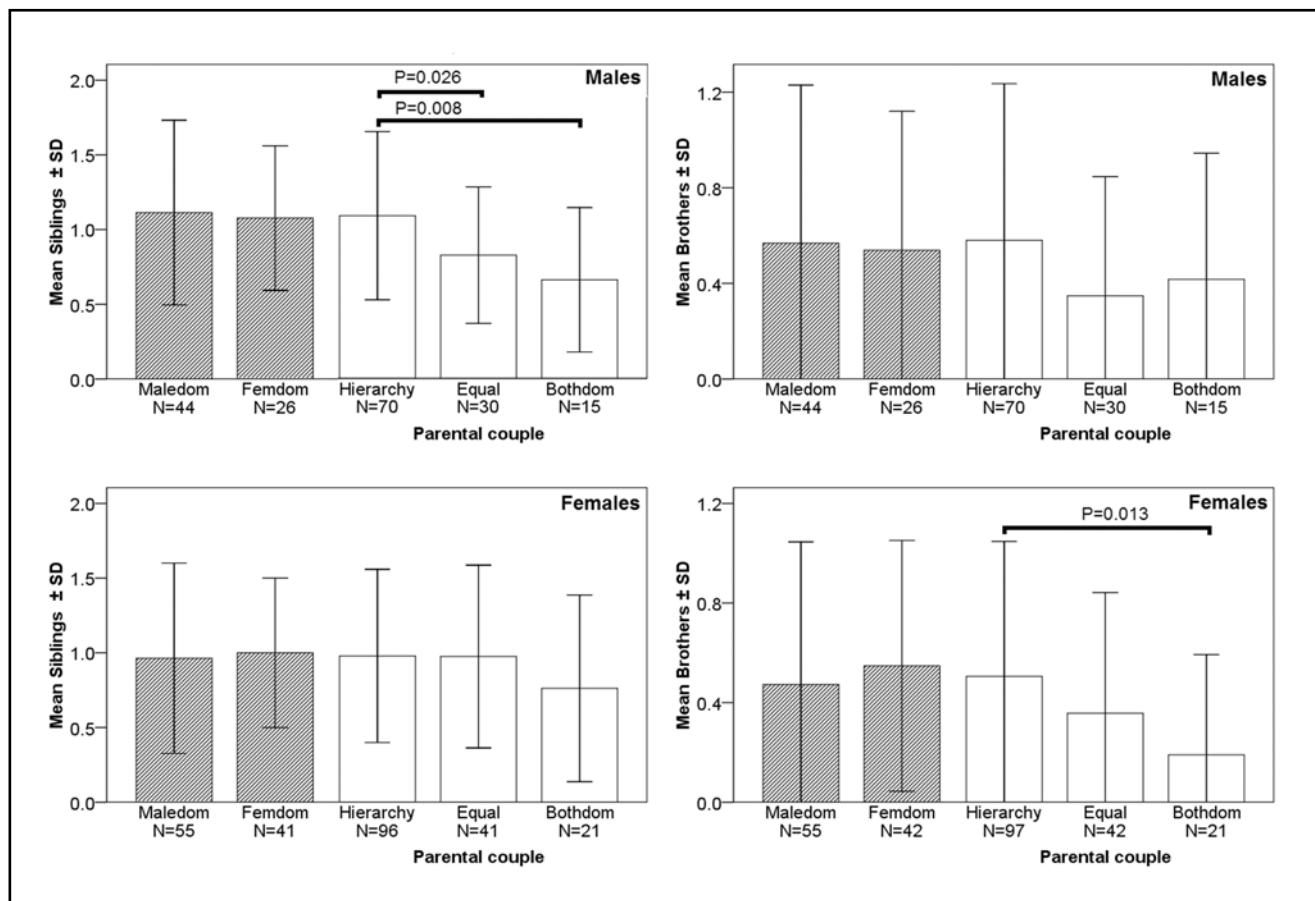 Males
P=0.026
P=0.008
Mean Siblings ± SD
2.0
1.5
1.0
0.5
0.0
Maledom Femdom Hierarchy Equal Bothdom
N=44 N=26 N=70 N=30 N=15
Parental couple
Males
Mean Brothers ± SD
1.2
0.8
0.4
0.0
Maledom Femdom Hierarchy Equal Bothdom
N=44 N=26 N=70 N=30 N=15
Parental couple
Females
Mean Siblings ± SD
2.0
1.5
1.0
0.5
0.0
Maledom Femdom Hierarchy Equal Bothdom
N=55 N=41 N=96 N=41 N=21
Parental couple
Females
P=0.013
Mean Brothers ± SD
1.2
0.8
0.4
0.0
Maledom Femdom Hierarchy Equal Bothdom
N=55 N=42 N=97 N=42 N=21
Parental couple